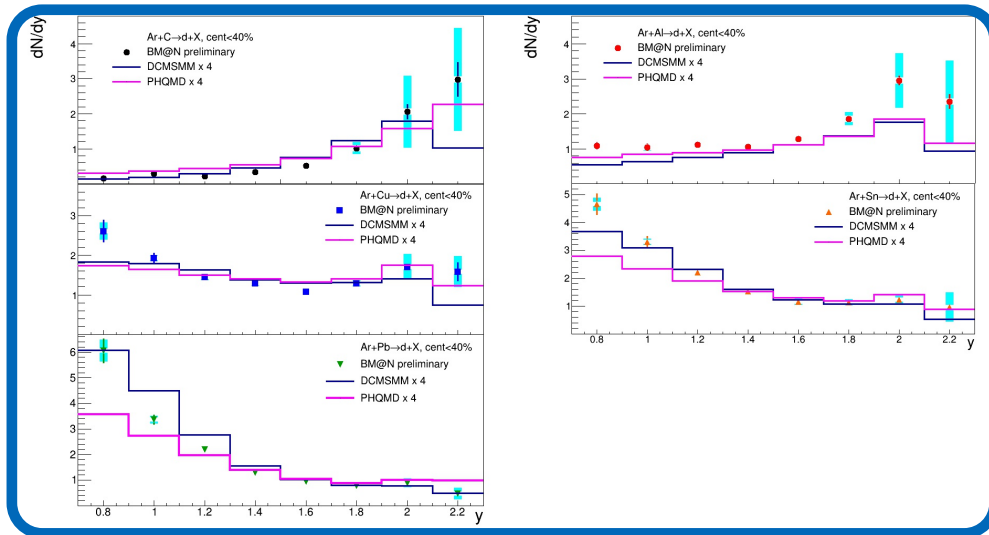 dN/dy
Ar+C→d+X, cent<40%
BM@N preliminary
DCMSMM x 4
PHQMD x 4
4
3
2
1
dN/dy
Ar+Al→d+X, cent<40%
BM@N preliminary
DCMSMM x 4
PHQMD x 4
4
3
2
1
Ar+Cu→d+X, cent<40%
BM@N preliminary
DCMSMM x 4
PHQMD x 4
3
2
1
Ar+Sn→d+X, cent<40%
BM@N preliminary
DCMSMM x 4
PHQMD x 4
5
4
3
2
1
0.8 1 1.2 1.4 1.6 1.8 2 2.2
y
Ar+Pb→d+X, cent<40%
BM@N preliminary
DCMSMM x 4
PHQMD x 4
6
5
4
3
2
1
0.8 1 1.2 1.4 1.6 1.8 2 2.2
y